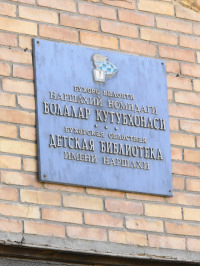 БУХОРО ВИЛОЯТИ
НАРШАХИЙ НОМИДАГИ
БОЛАЛАР КУТУБХОНАСИ
БУХАРСКАЯ ОБЛАСТНАЯ
ДЕТСКАЯ БИБЛИОТЕКА
ИМЕНИ НАРШАХИ